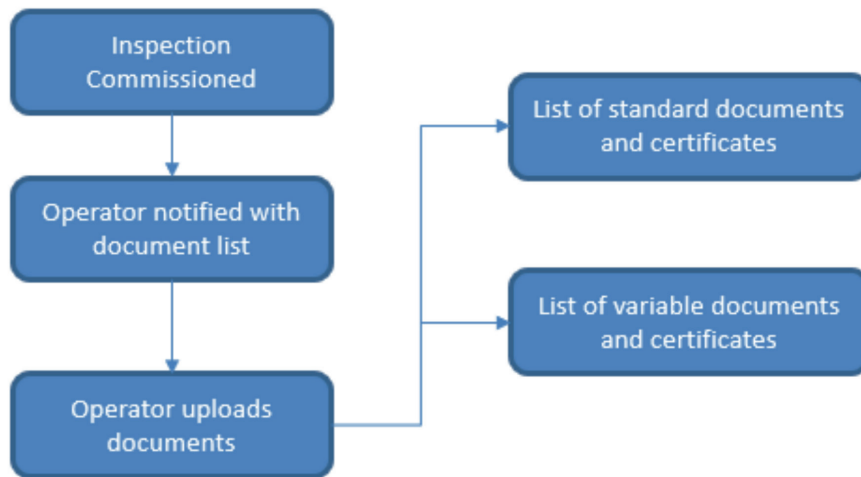 Inspection
Commissioned
Operator notified with
document list
Operator uploads
documents
List of standard documents
and certificates
List of variable documents
and certificates